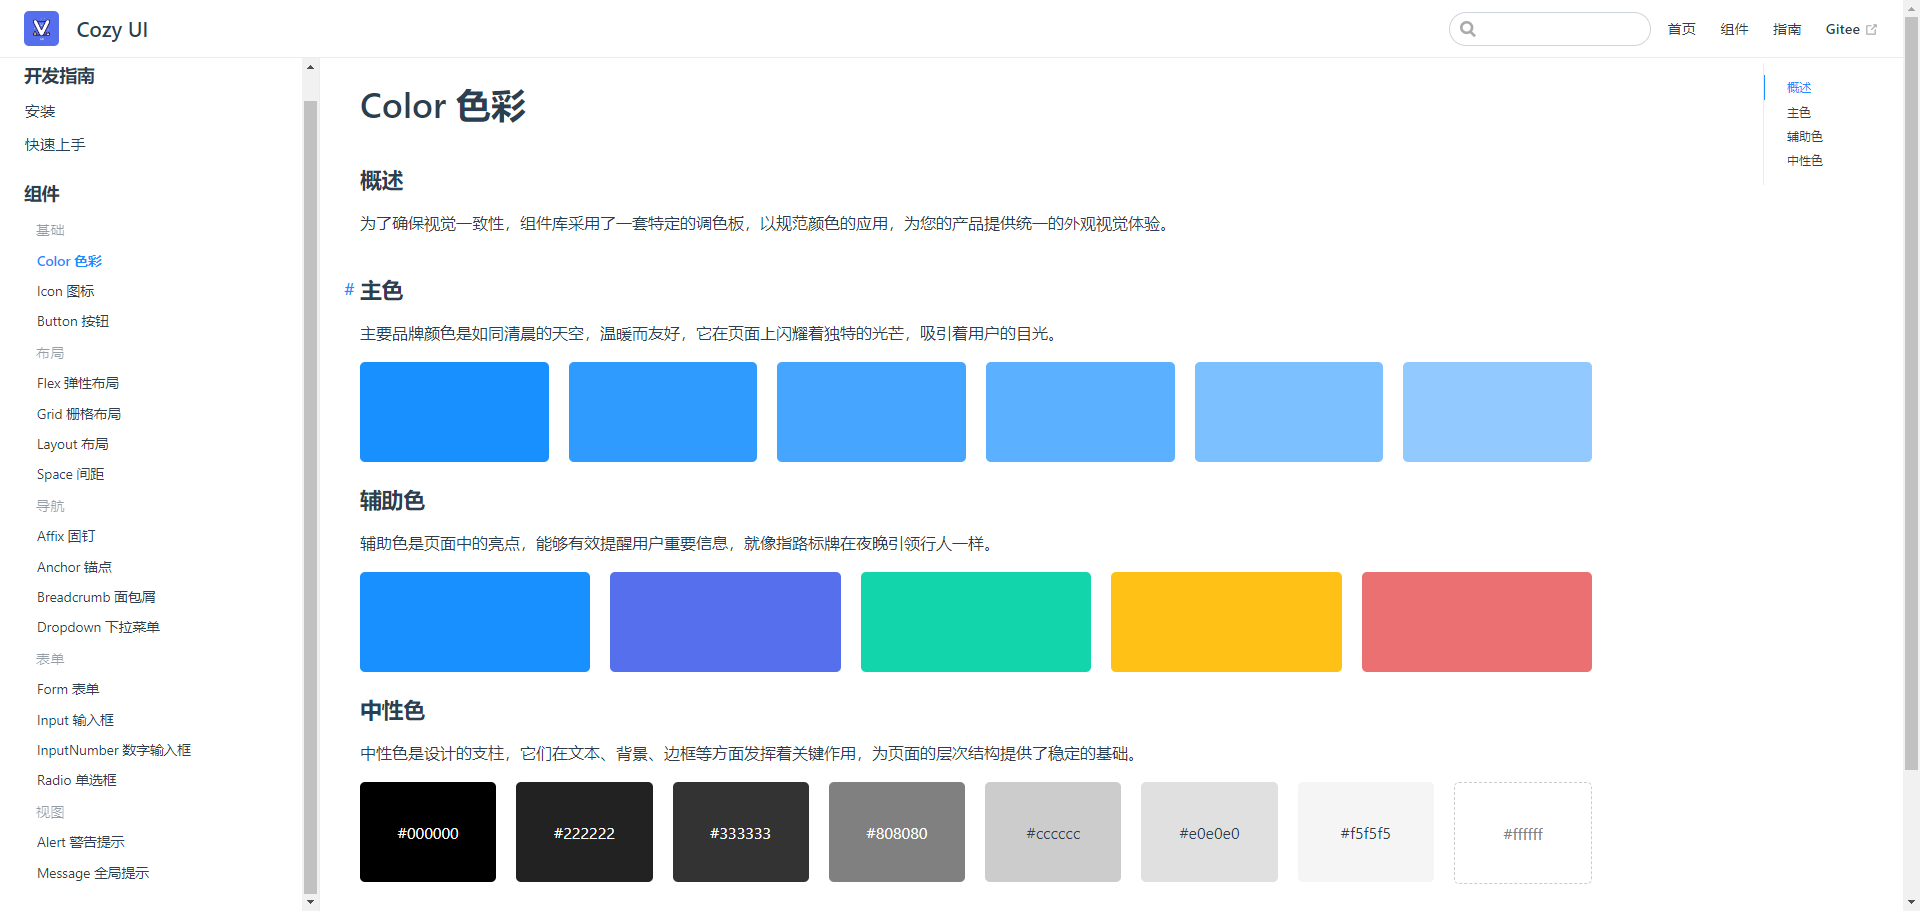 Cozy UI
首页
组件
指南
Gitee
开发指南
安装
快速上手
组件
基础
Color 色彩
Icon 图标
Button 按钮
布局
Flex 弹性布局
Grid 栅格布局
Layout 布局
Space 间距
导航
Affix 固钉
Anchor 锚点
Breadcrumb 面包屑
Dropdown 下拉菜单
表单
Form 表单
Input 输入框
InputNumber 数字输入框
Radio 单选框
视图
Alert 警告提示
Message 全局提示
Color 色彩
概述
为了确保视觉一致性，组件库采用了一套特定的调色板，以规范颜色的应用，为您的产品提供统一的外观视觉体验。
# 主色
主要品牌颜色是如同清晨的天空，温暖而友好，它在页面上闪耀着独特的光芒，吸引着用户的目光。
辅助色
辅助色是页面中的亮点，能够有效提醒用户重要信息，就像指路标牌在夜晚引领行人一样。
中性色
中性色是设计的支柱，它们在文本、背景、边框等方面发挥着关键作用，为页面的层次结构提供了稳定的基础。
#000000
#222222
#333333
#808080
#cccccc
#e0e0e0
#f5f5f5
#ffffff
概述
主色
辅助色
中性色